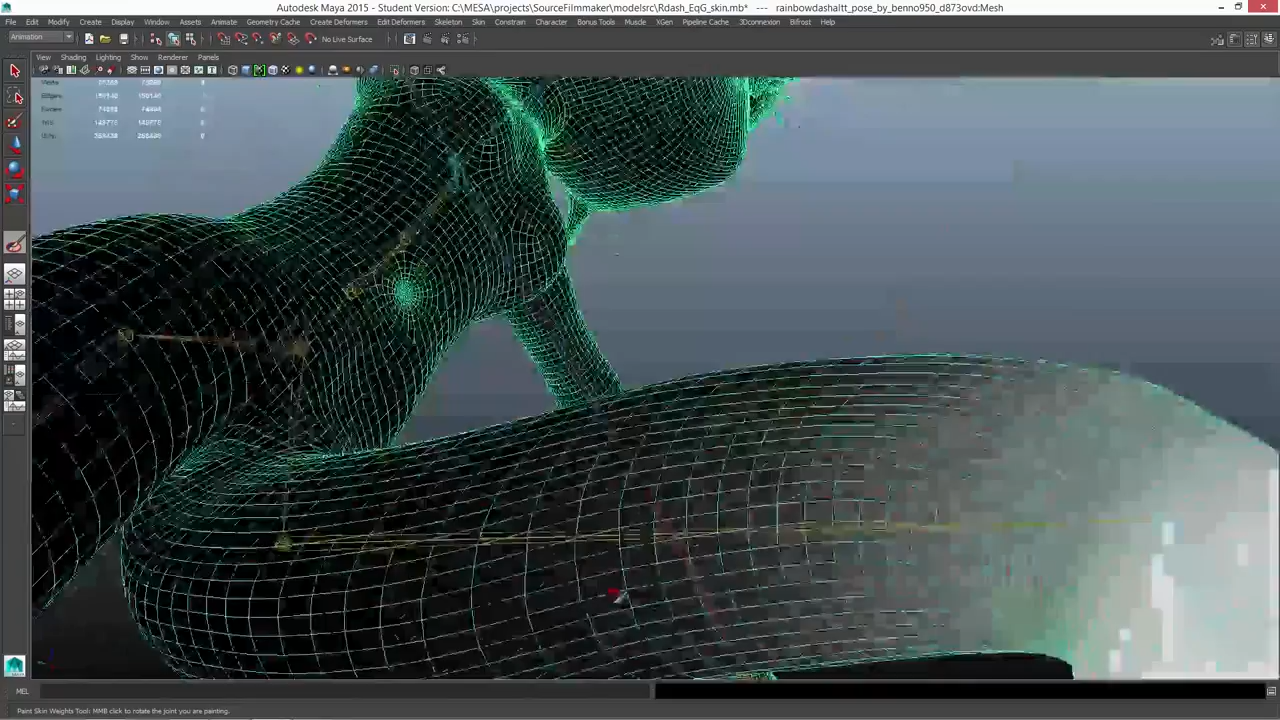 Autodesk Maya 2015 - Student Version: C:\MESA\projects\SourceFilmmaker\modelsrc\Rdash_EqG_skin.mb*   ---   rainbowdashaltt_pose_by_benno950_d873ovd:Mesh
File Edit Modify Create Display Window Assets Animate Geometry Cache Create Deformers Edit Deformers Skeleton Skin Constraint Character Bonus Tools Muscle XGen Pipeline Cache 3Dconnexion Bifrost Help
Animation
No Live Surface
View Shading Lighting Show Renderer Panels
MEL
Paint Skin Weights Tool: MMB click to rotate the joint you are painting.